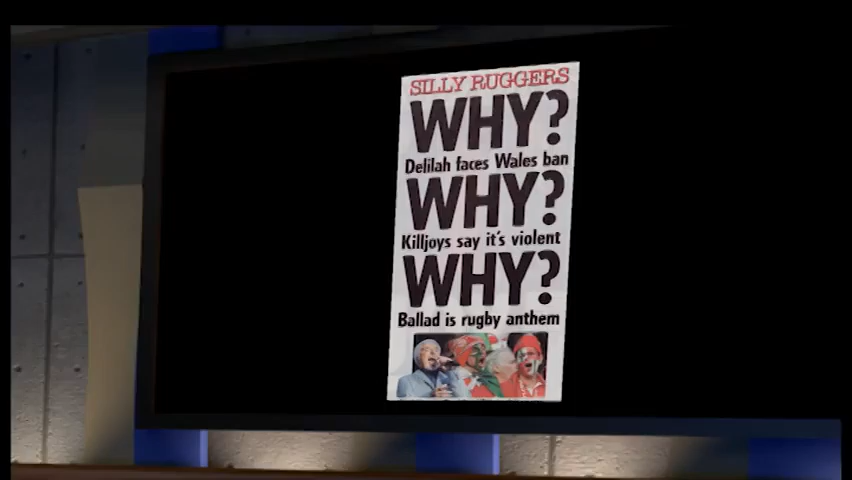 SILLY RUGGERS
WHY?
Delilah faces Wales ban
WHY?
Killjoys say it's violent
WHY?
Ballad is rugby anthem